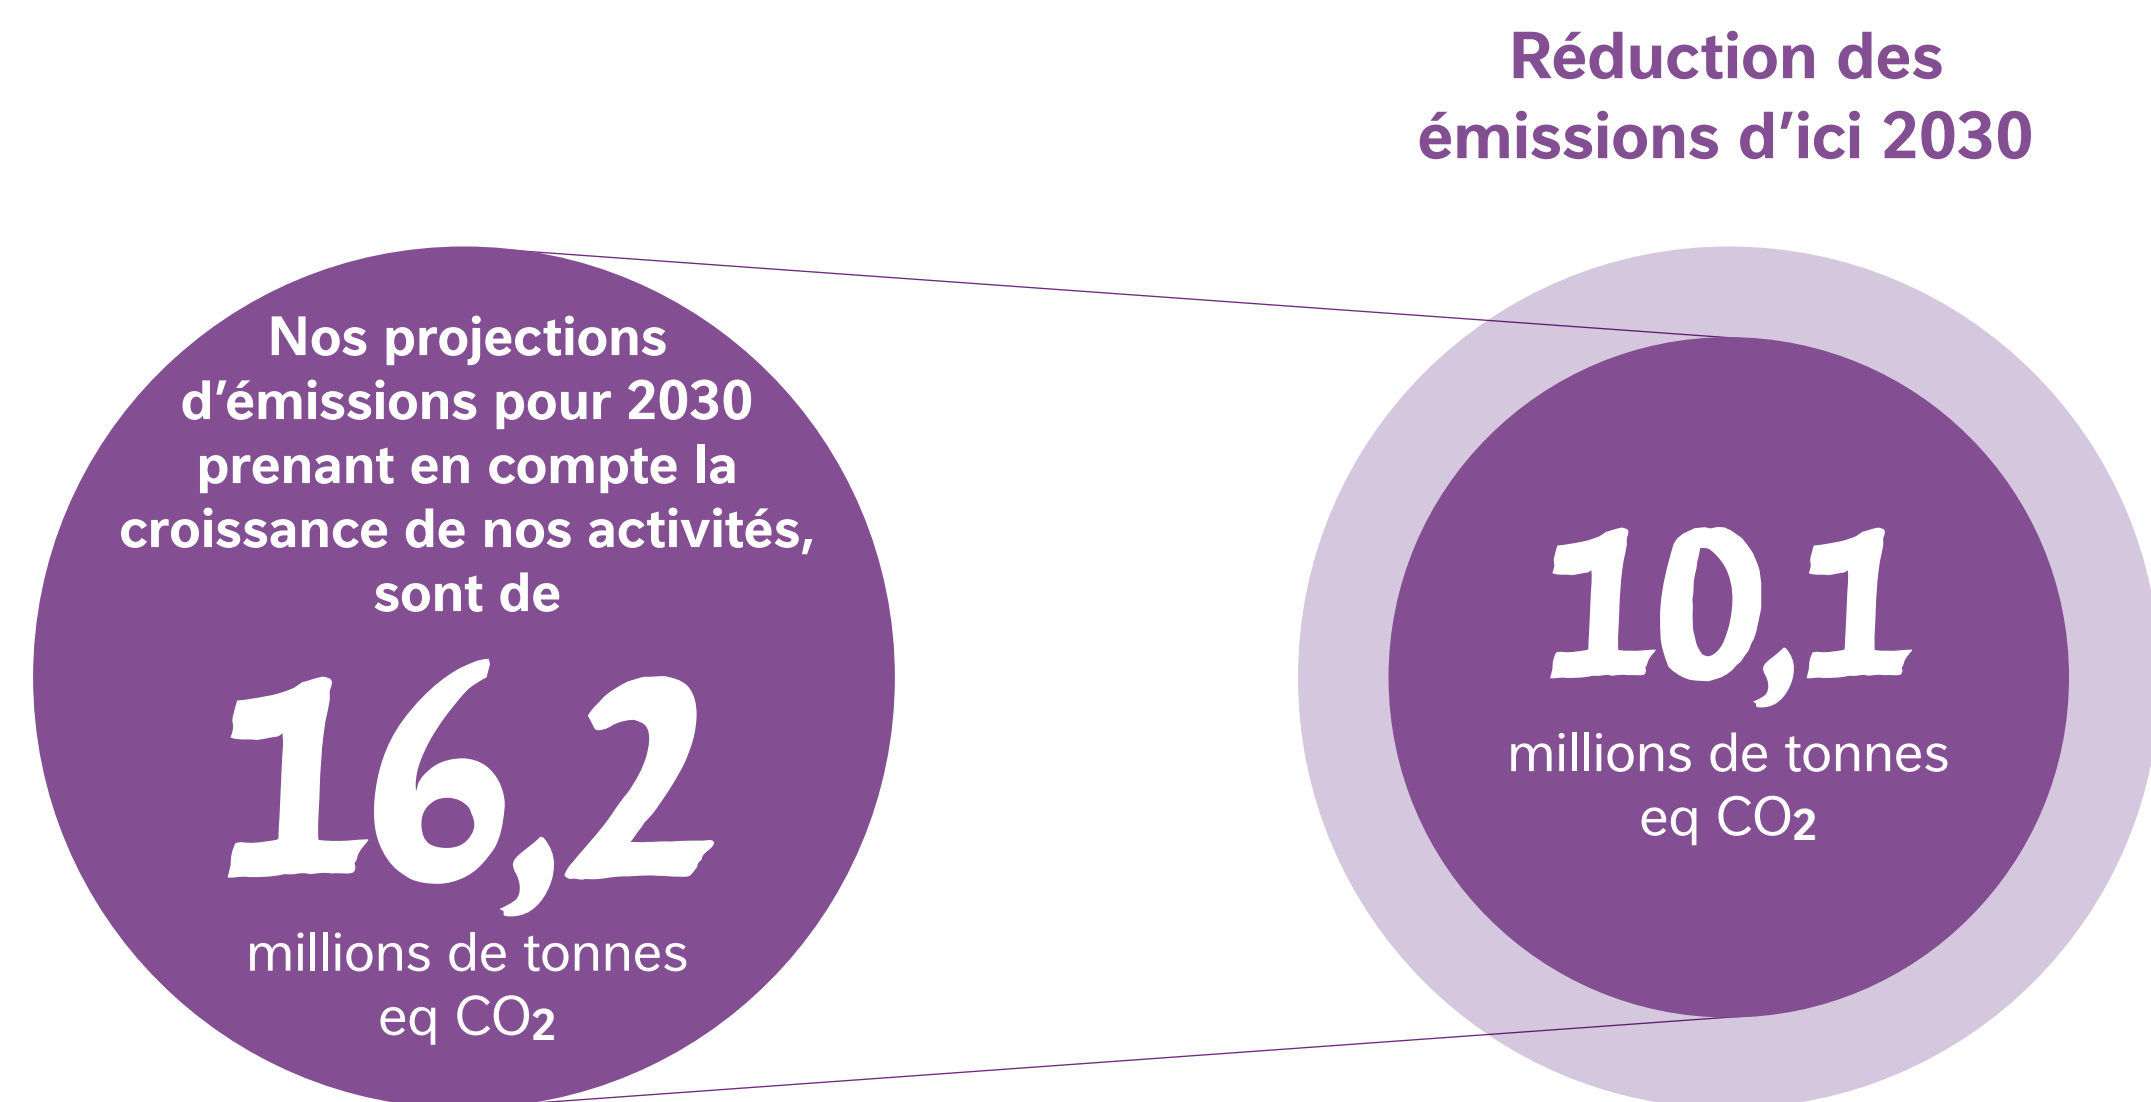 Réduction des
émissions d’ici 2030
Nos projections
d’émissions pour 2030
prenant en compte la
croissance de nos activités,
sont de
16,2
millions de tonnes
eq CO2
10,1
millions de tonnes
eq CO2